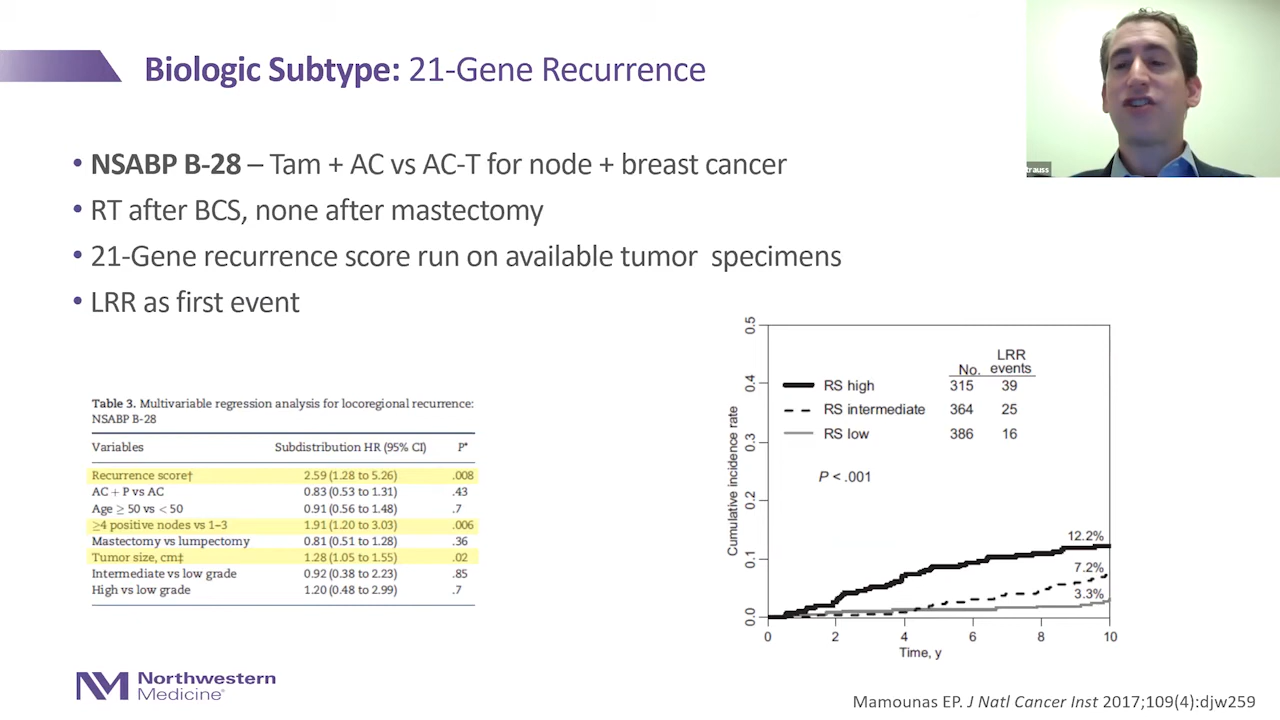 Biologic Subtype: 21-Gene Recurrence
trauss
• NSABP B-28 – Tam + AC vs AC-T for node + breast cancer
• RT after BCS, none after mastectomy
• 21-Gene recurrence score run on available tumor specimens
• LRR as first event
Table 3. Multivariable regression analysis for locoregional recurrence:
NSABP B-28
Variables Subdistribution HR (95% CI) P*
Recurrence score† 2.59 (1.28 to 5.26) .008
AC + P vs AC 0.83 (0.53 to 1.31) .43
Age ≥ 50 vs < 50 0.91 (0.56 to 1.48) .7
≥4 positive nodes vs 1–3 1.91 (1.20 to 3.03) .006
Mastectomy vs lumpectomy 0.81 (0.51 to 1.28) .36
Tumor size, cm‡ 1.28 (1.05 to 1.55) .02
Intermediate vs low grade 0.92 (0.38 to 2.23) .85
High vs low grade 1.20 (0.48 to 2.99) .7
Cumulative incidence rate
0.5
0.4
0.3
0.2
0.1
0.0
LRR
No. events
RS high 315 39
RS intermediate 364 25
RS low 386 16
P < .001
12.2%
7.2%
3.3%
0 2 4 6 8 10
Time, y
NM Northwestern
Medicine®
Mamounas EP. J Natl Cancer Inst 2017;109(4):djw259